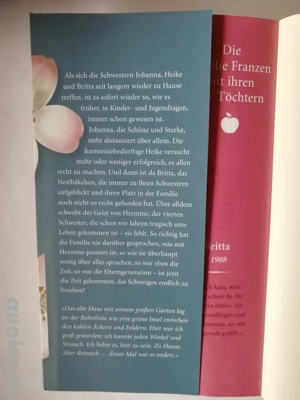 Als sich die Schwestern Johanna, Heike
und Britta seit langem wieder zu Hause
treffen, ist es sofort wieder so, wie es
früher, in Kinder- und Jugendtagen,
immer schon gewesen ist.
Johanna, die Schöne und Starke,
steht distanziert über allem. Die
harmoniebedürftige Heike versucht
mehr oder weniger erfolgreich, es allen
recht zu machen. Und dann ist da Britta, das
Nesthäkchen, die immer zu ihren Schwestern
aufgeblickt und ihren Platz in der Familie
noch nicht so recht gefunden hat. Über alldem
schwebt der Geist von Hermine, der vierten
Schwester, die schon vor Jahren tragisch ums
Leben gekommen ist – sie fehlt. So richtig hat
die Familie nie darüber gesprochen, was mit
Hermine passiert ist, so wie sie überhaupt
wenig über alles sprechen, so war eben die
Zeit, so war die Elterngeneration – ist jetzt
die Zeit gekommen, das Schweigen endlich zu
brechen?
»Das alte Haus mit seinem großen Garten lag
an der Bahnlinie wie eine grüne Insel zwischen
den kahlen Äckern und Feldern. Hier war ich
groß geworden; ich kannte jeden Winkel und
Strauch. Ich liebte es, hier zu sein. Zu Hause.
Aber dennoch … dieses Mal war es anders.«
Die
lie Franzen
it ihren
Töchtern
ritta
1988